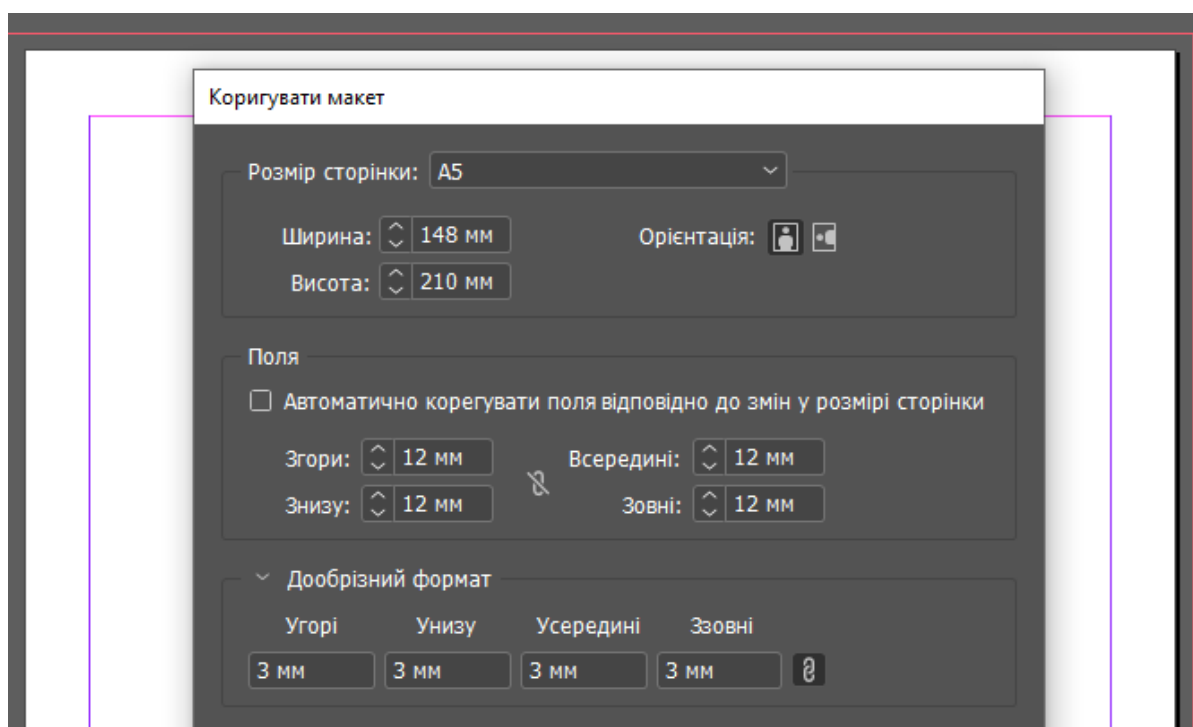 Коригувати макет
Розмір сторінки: A5
Ширина: 148 мм Орієнтація:
Висота: 210 мм
Поля
Автоматично корегувати поля відповідно до змін у розмірі сторінки
Згори: 12 мм Всередині: 12 мм
Знизу: 12 мм Зовні: 12 мм
Дообрізний формат
Угорі Унизу Усередині Ззовні
3 мм 3 мм 3 мм 3 мм